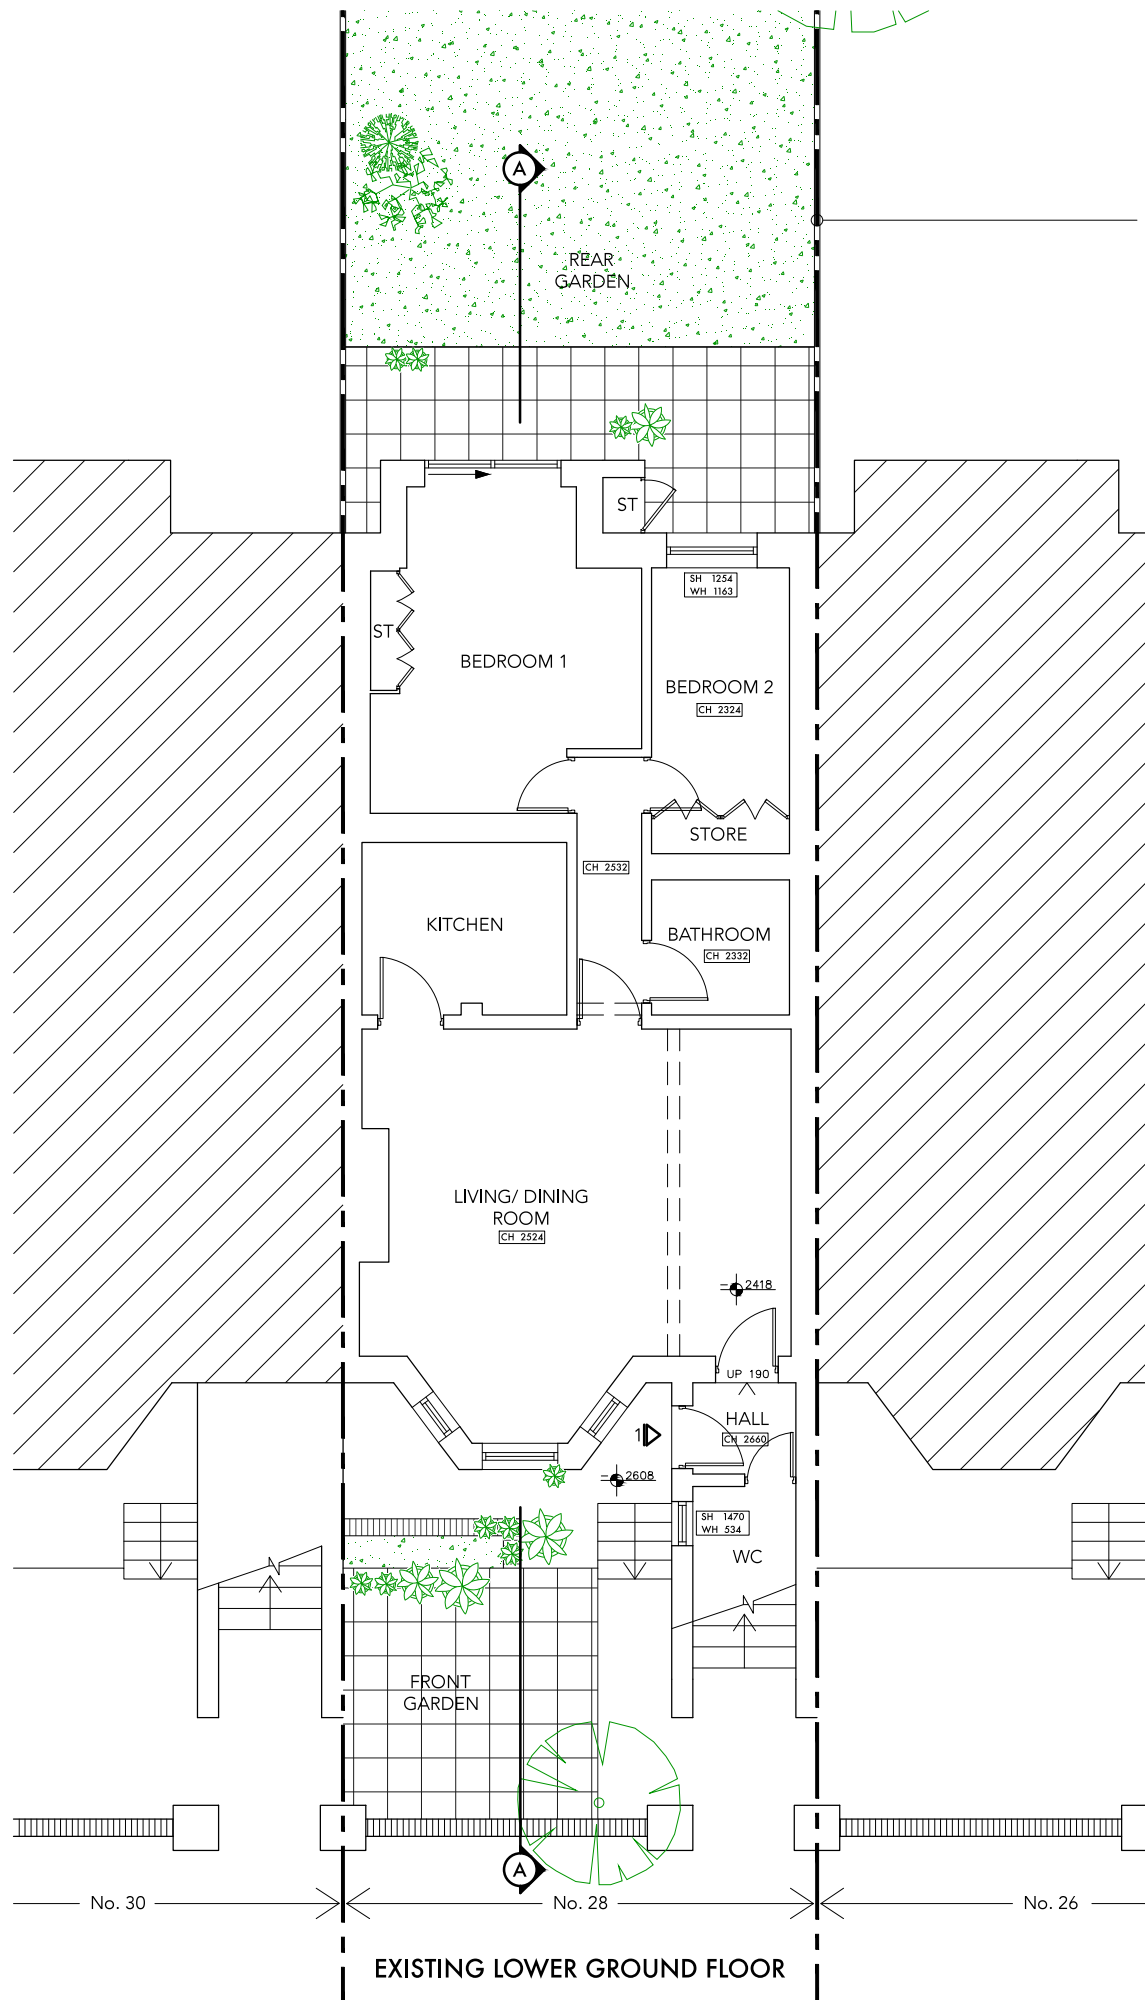 A
REAR
GARDEN
ST
SH 1254
WH 1163
ST
BEDROOM 1
BEDROOM 2
CH 2324
STORE
CH 2532
KITCHEN
BATHROOM
CH 2332
LIVING/ DINING
ROOM
CH 2524
2418
UP 190
HALL
CH 2660
1
2608
SH 1470
WH 534
WC
FRONT
GARDEN
A
No. 30
No. 28
No. 26
EXISTING LOWER GROUND FLOOR